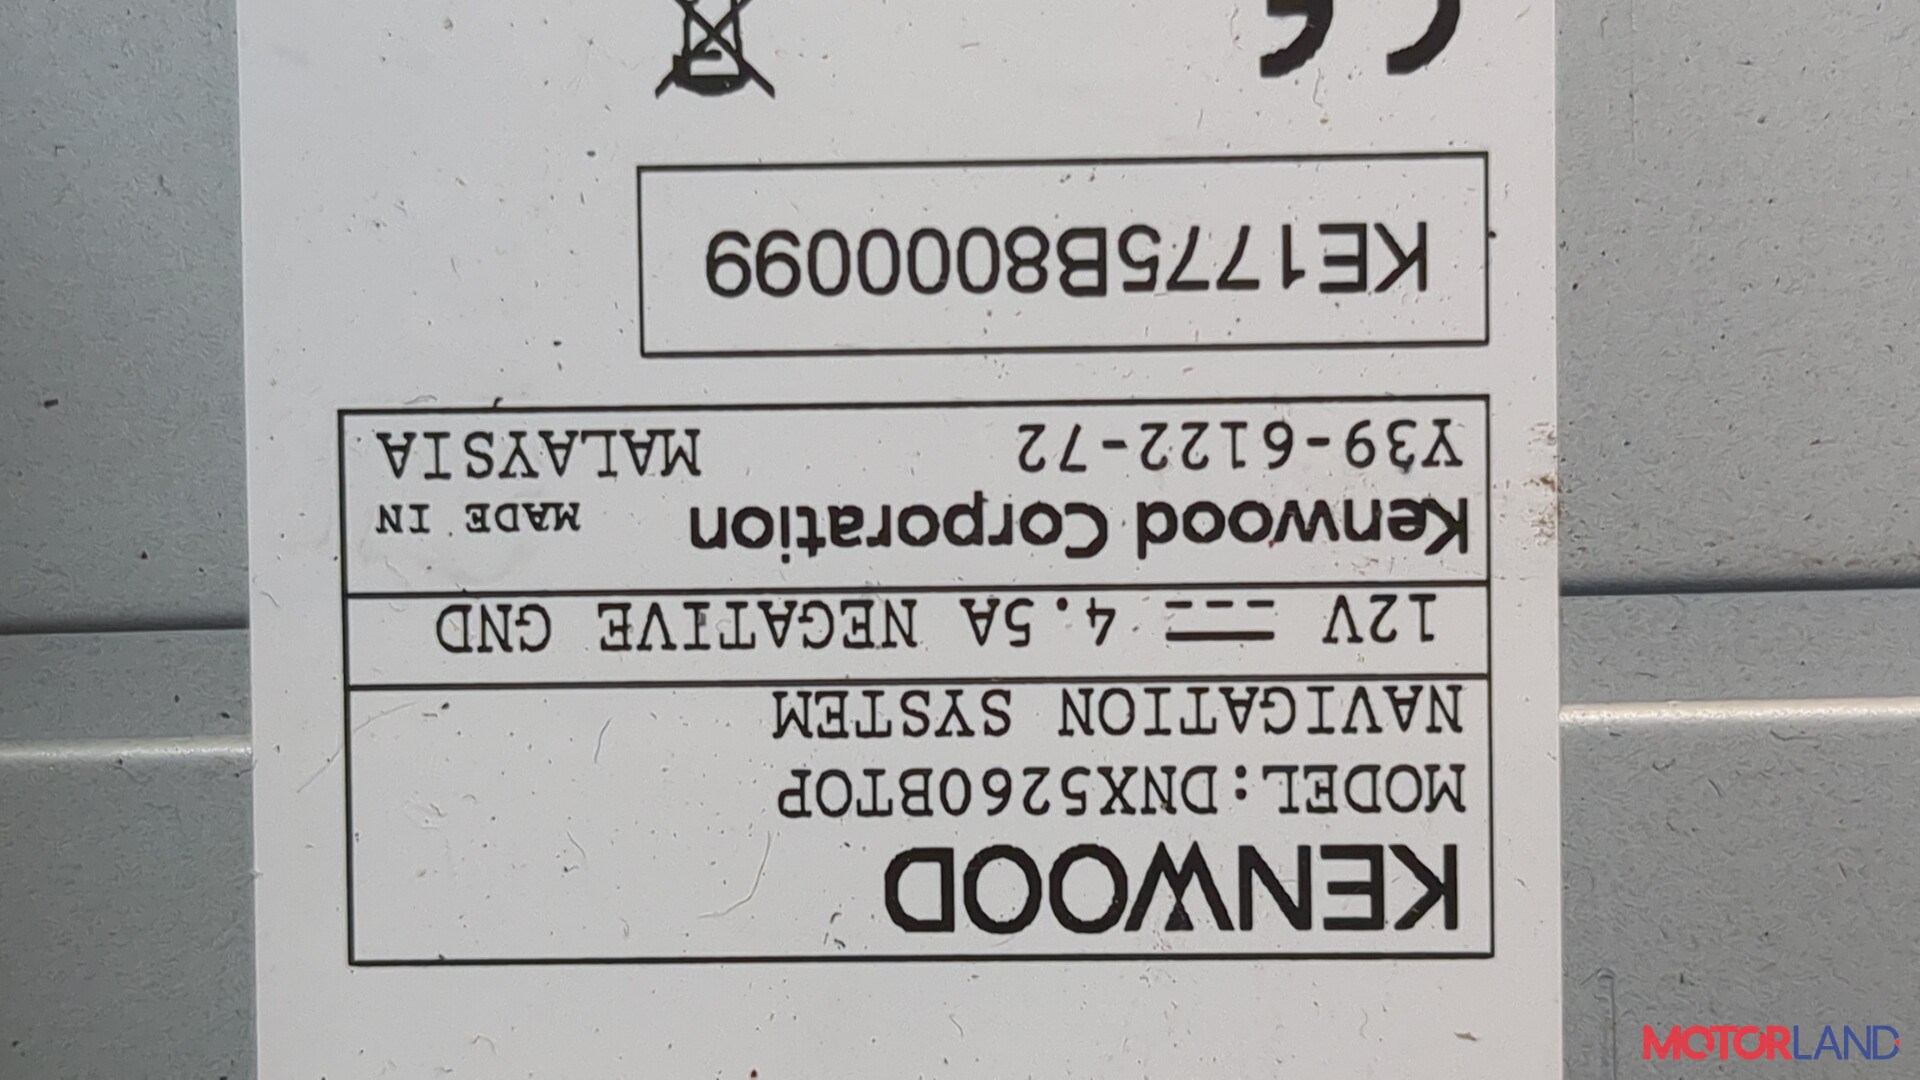 KENWOOD
MODEL:DNX5260BTOP
NAVIGATION SYSTEM
12V 4.5A NEGATIVE GND
Kenwood Corporation MADE IN
Y39-6122-72 MALAYSIA
KE1775B8000099
CE
MOTORLAND